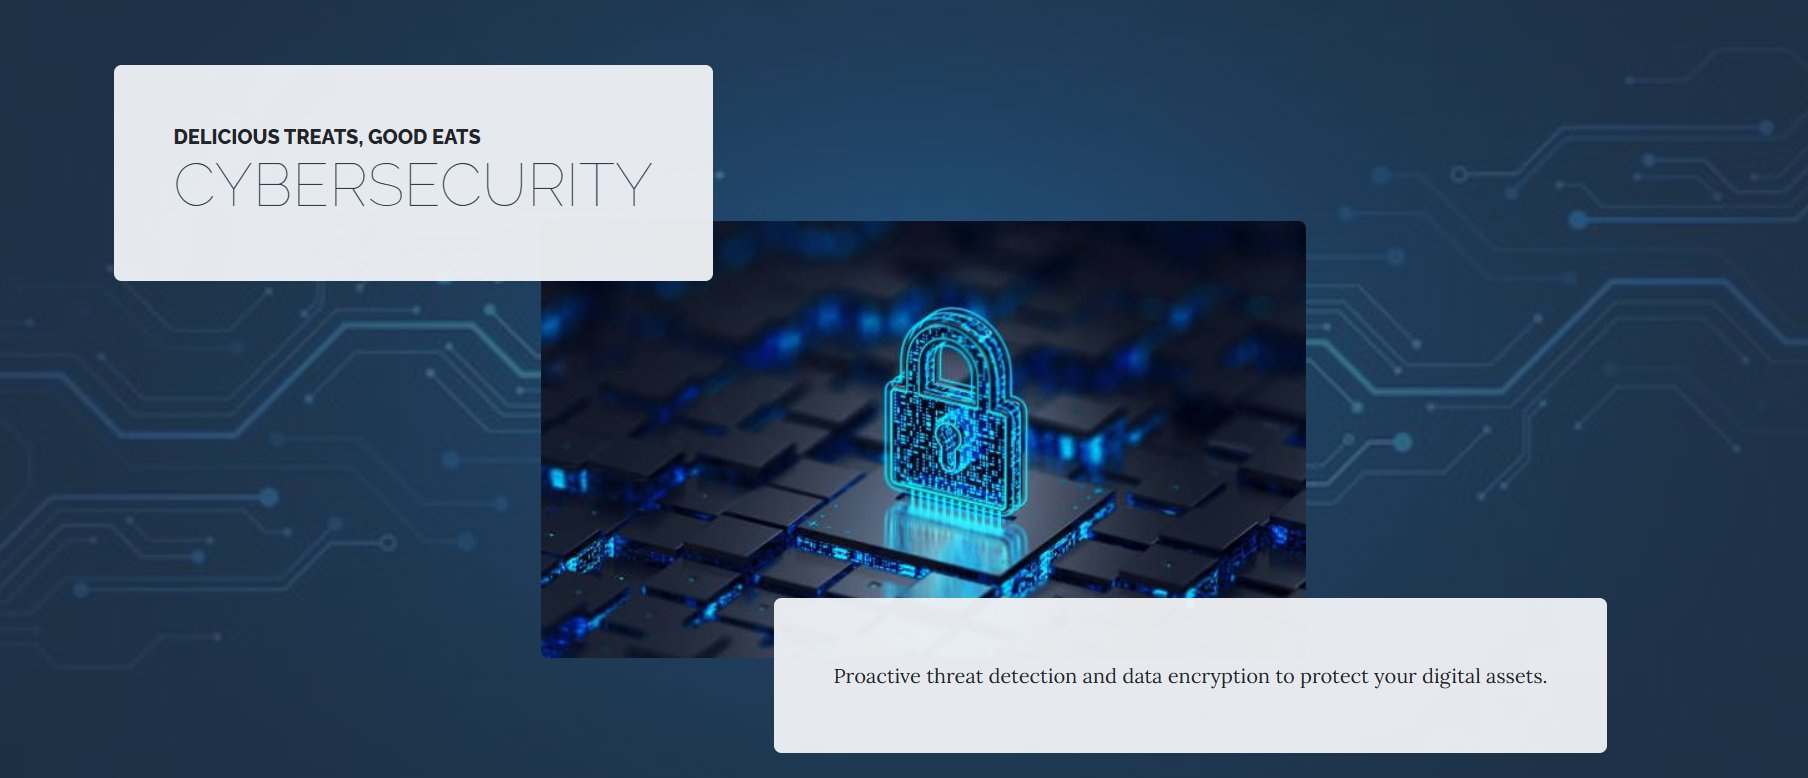 DELICIOUS TREATS, GOOD EATS
CYBERSECURITY
Proactive threat detection and data encryption to protect your digital assets.